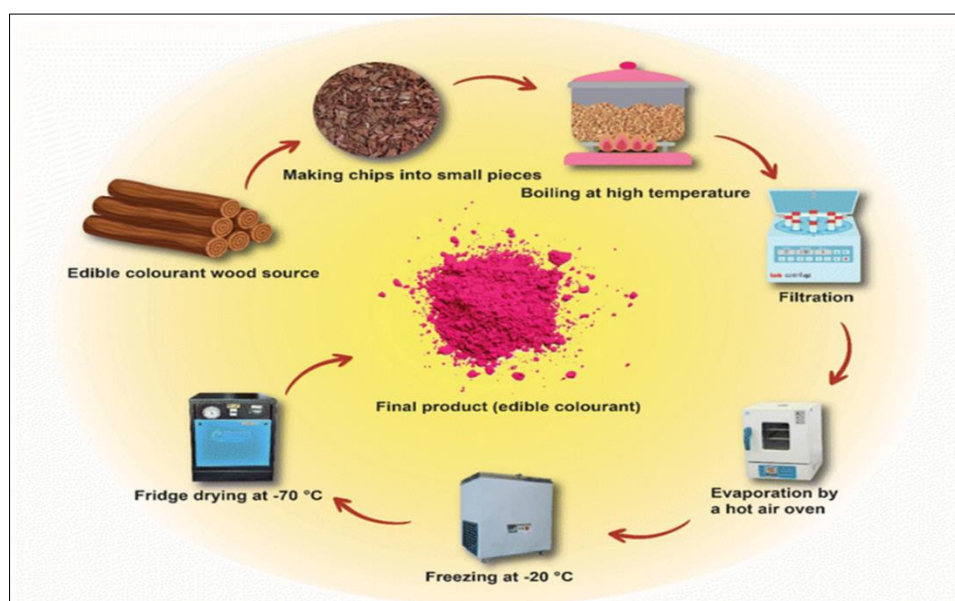 Making chips into small pieces
Boiling at high temperature
Edible colourant wood source
Filtration
Final product (edible colourant)
Fridge drying at -70 °C
Evaporation by
a hot air oven
Freezing at -20 °C